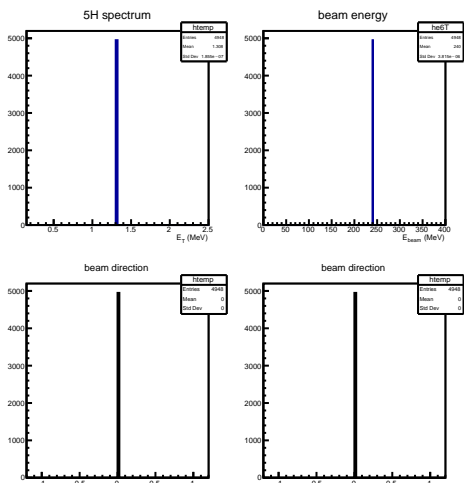 5H spectrum
htemp
Entries 4948
Mean 1.308
5000
4000
3000
2000
1000
0
0.5 1 1.5 2 2.5
E_T (MeV)
beam energy
he6T
Entries 4948
Mean 240
5000
4000
3000
2000
1000
0
0 50 100 150 200 250 300 350 400
E_beam (MeV)
beam direction
htemp
Entries 4948
Mean 0
Std Dev 0
5000
4000
3000
2000
1000
0
beam direction
htemp
Entries 4948
Mean 0
Std Dev 0
5000
4000
3000
2000
1000
0